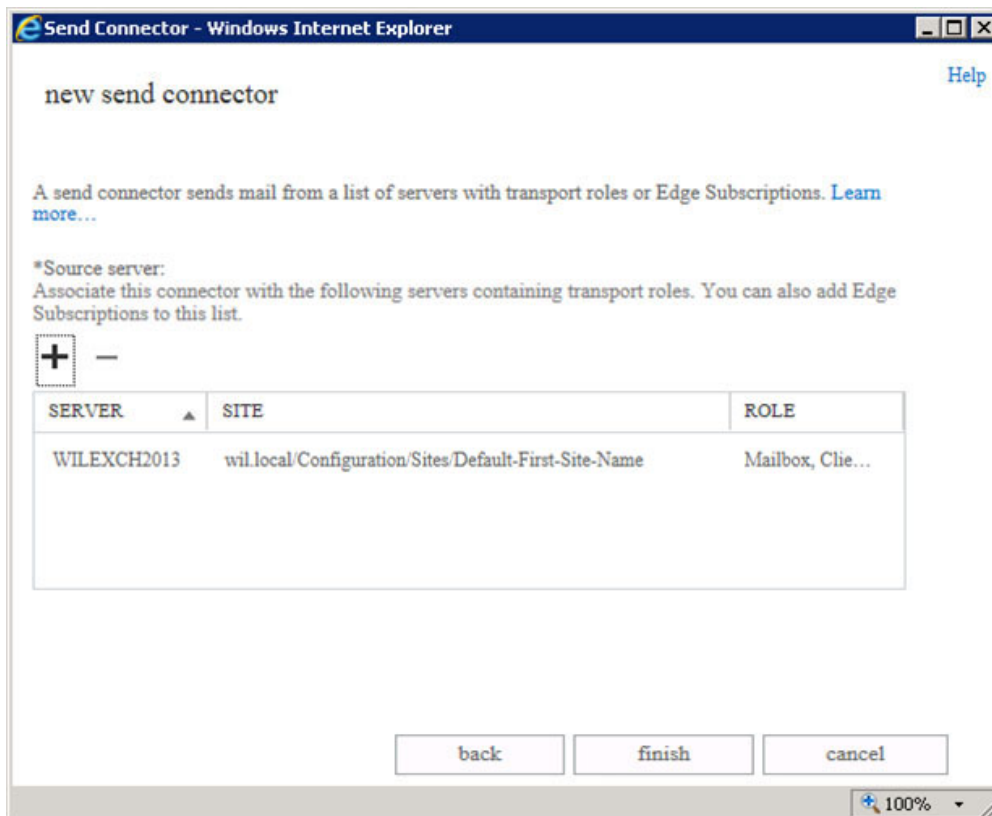 Send Connector - Windows Internet Explorer
Help
new send connector
A send connector sends mail from a list of servers with transport roles or Edge Subscriptions. Learn
more...
*Source server:
Associate this connector with the following servers containing transport roles. You can also add Edge
Subscriptions to this list.
SERVER SITE ROLE
WILEXCH2013 wil.local/Configuration/Sites/Default-First-Site-Name Mailbox, Clie...
back finish cancel
100%